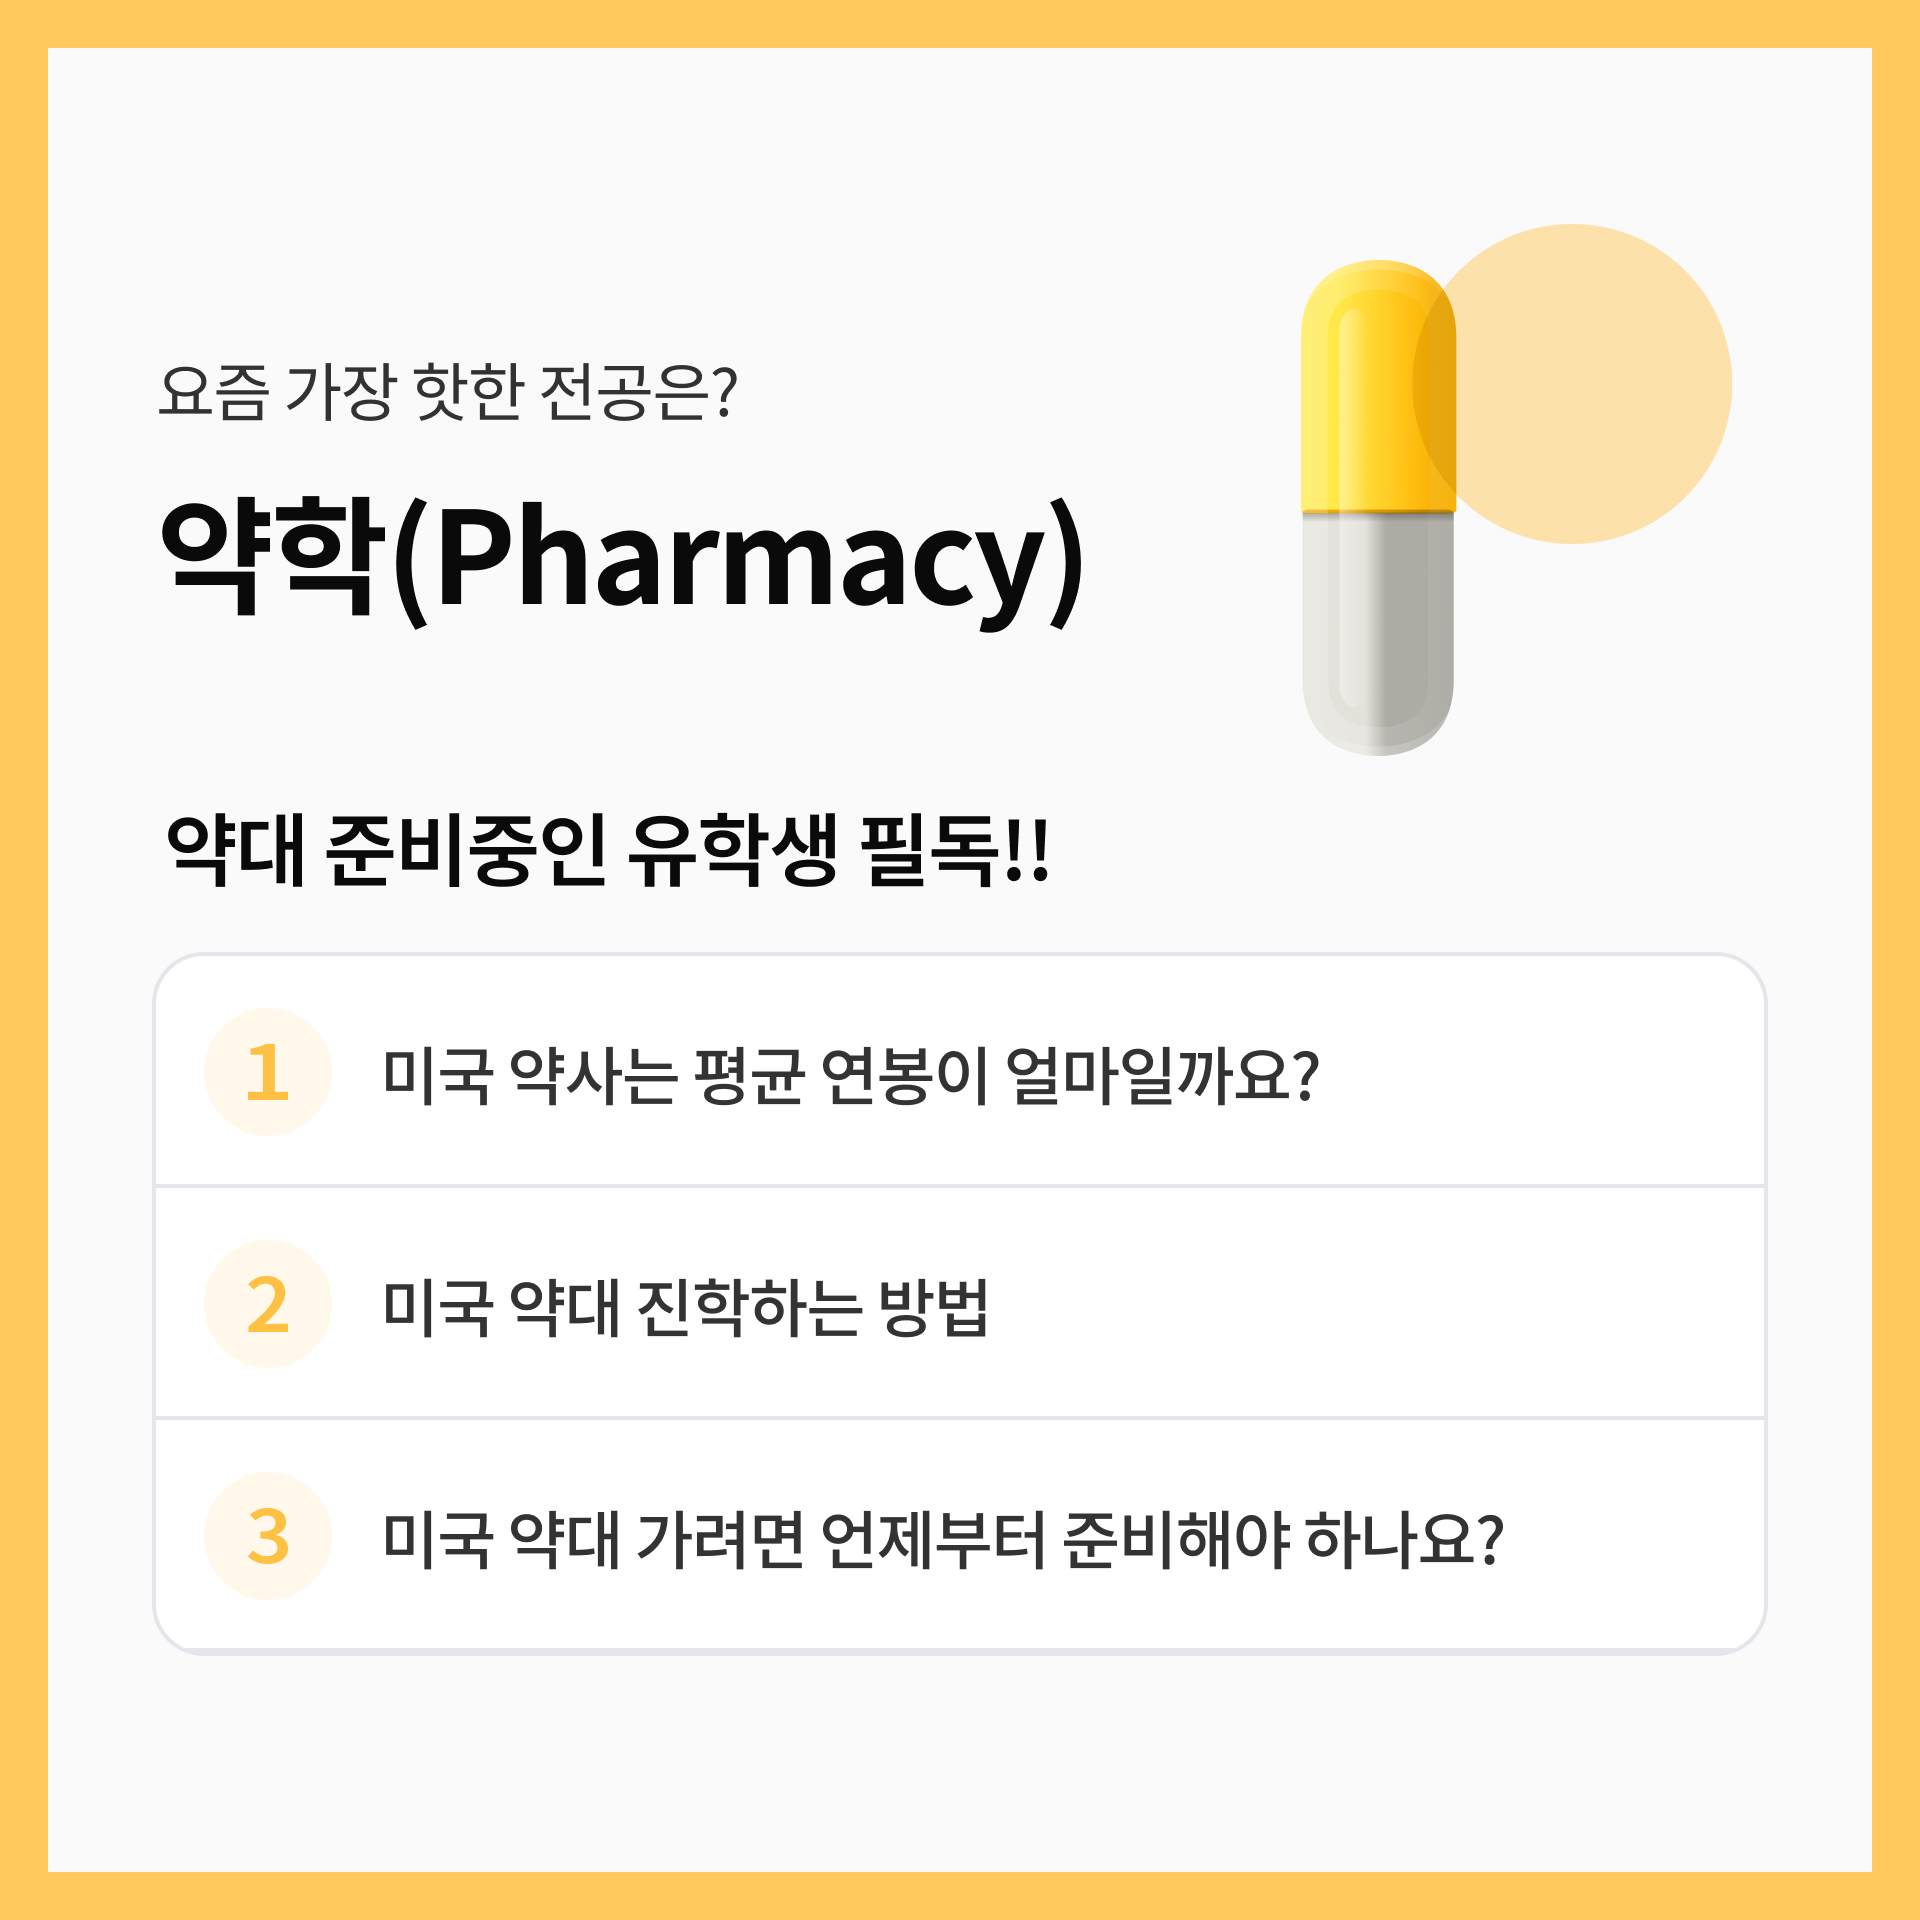 요즘 가장 핫한 전공은?
약학(Pharmacy)
약대 준비중인 유학생 필독!!
1 미국 약사는 평균 연봉이 얼마일까요?
2 미국 약대 진학하는 방법
3 미국 약대 가려면 언제부터 준비해야 하나요?